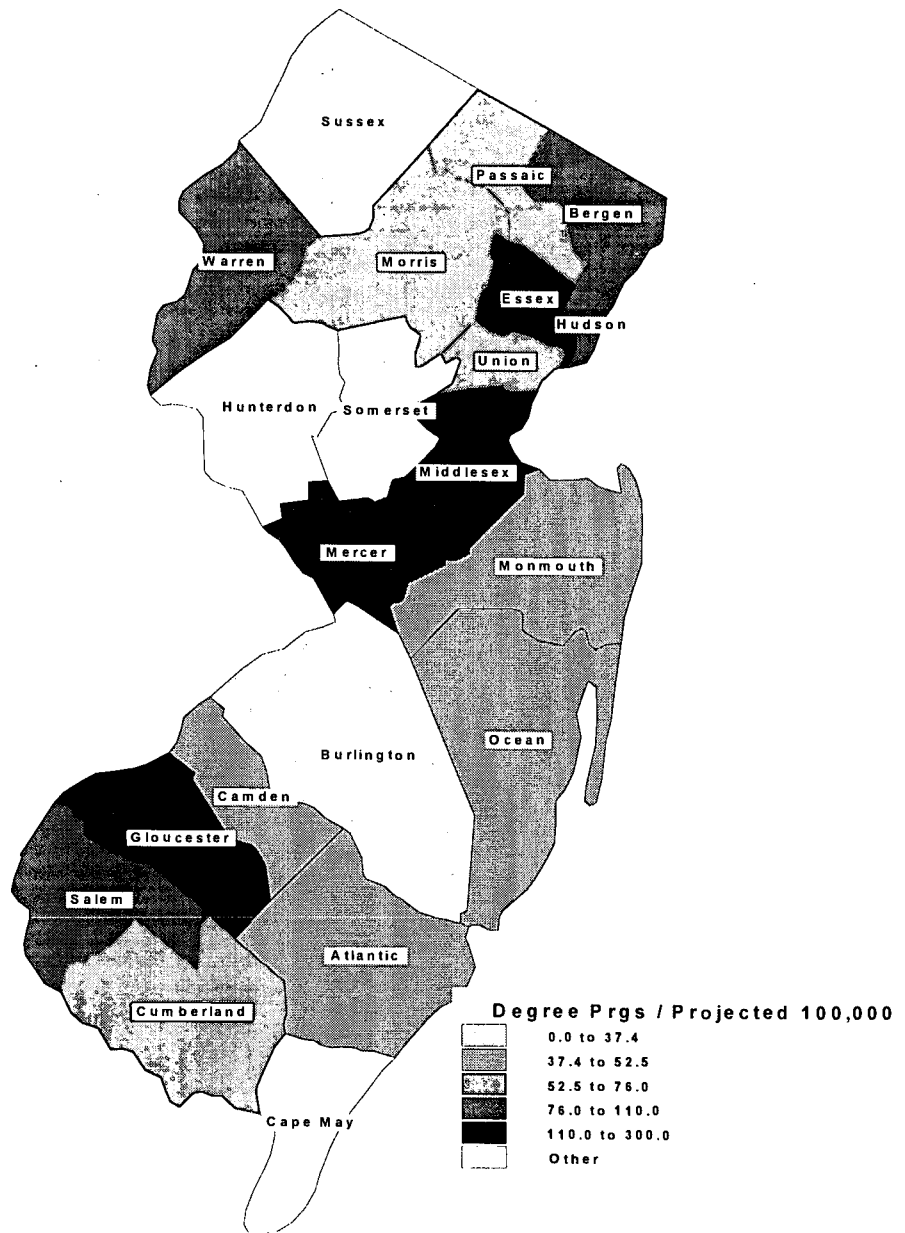 Sussex
Passaic
Bergen
Warren
Morris
Essex
Hudson
Union
Hunterdon
Somerset
Middlesex
Mercer
Monmouth
Ocean
Burlington
Camden
Gloucester
Salem
Atlantic
Cumberland
Cape May
Degree Prgs / Projected 100,000
0.0 to 37.4
37.4 to 52.5
52.5 to 76.0
76.0 to 110.0
110.0 to 300.0
Other